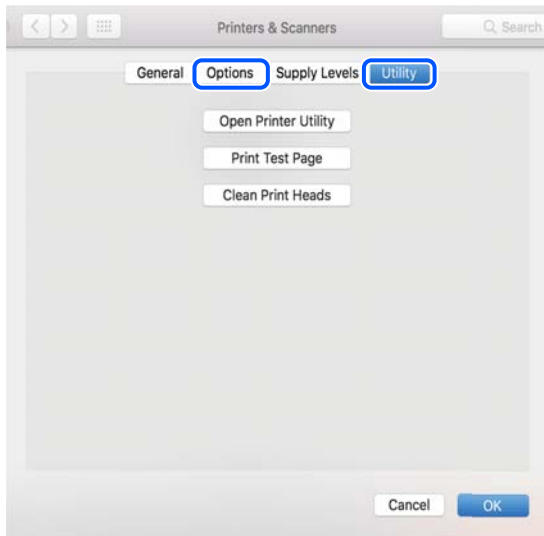 Printers & Scanners Search
General Options Supply Levels Utility
Open Printer Utility
Print Test Page
Clean Print Heads
Cancel OK